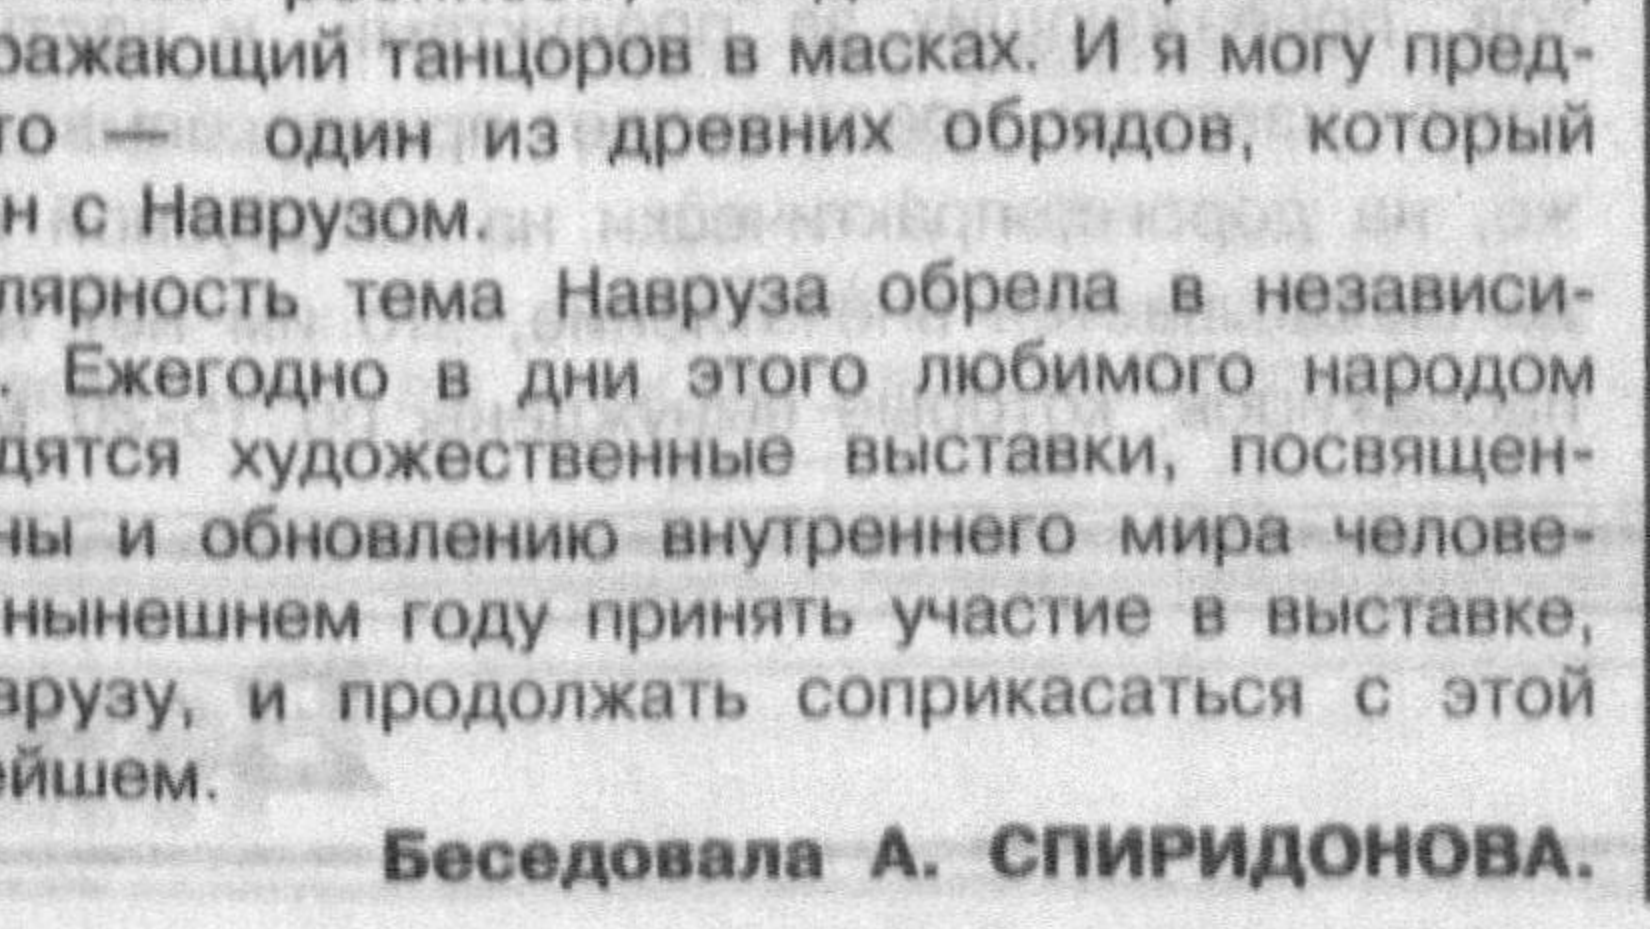 ражающий танцоров в масках. И я могу пред-
то — один из древних обрядов, который
н с Наврузом.
лярность тема Навруза обрела в независи-
. Ежегодно в дни этого любимого народом
дятся художественные выставки, посвящен-
ны и обновлению внутреннего мира челове-
нынешнем году принять участие в выставке,
врузу, и продолжать соприкасаться с этой
ейшем.
Беседовала А. СПИРИДОНОВА.